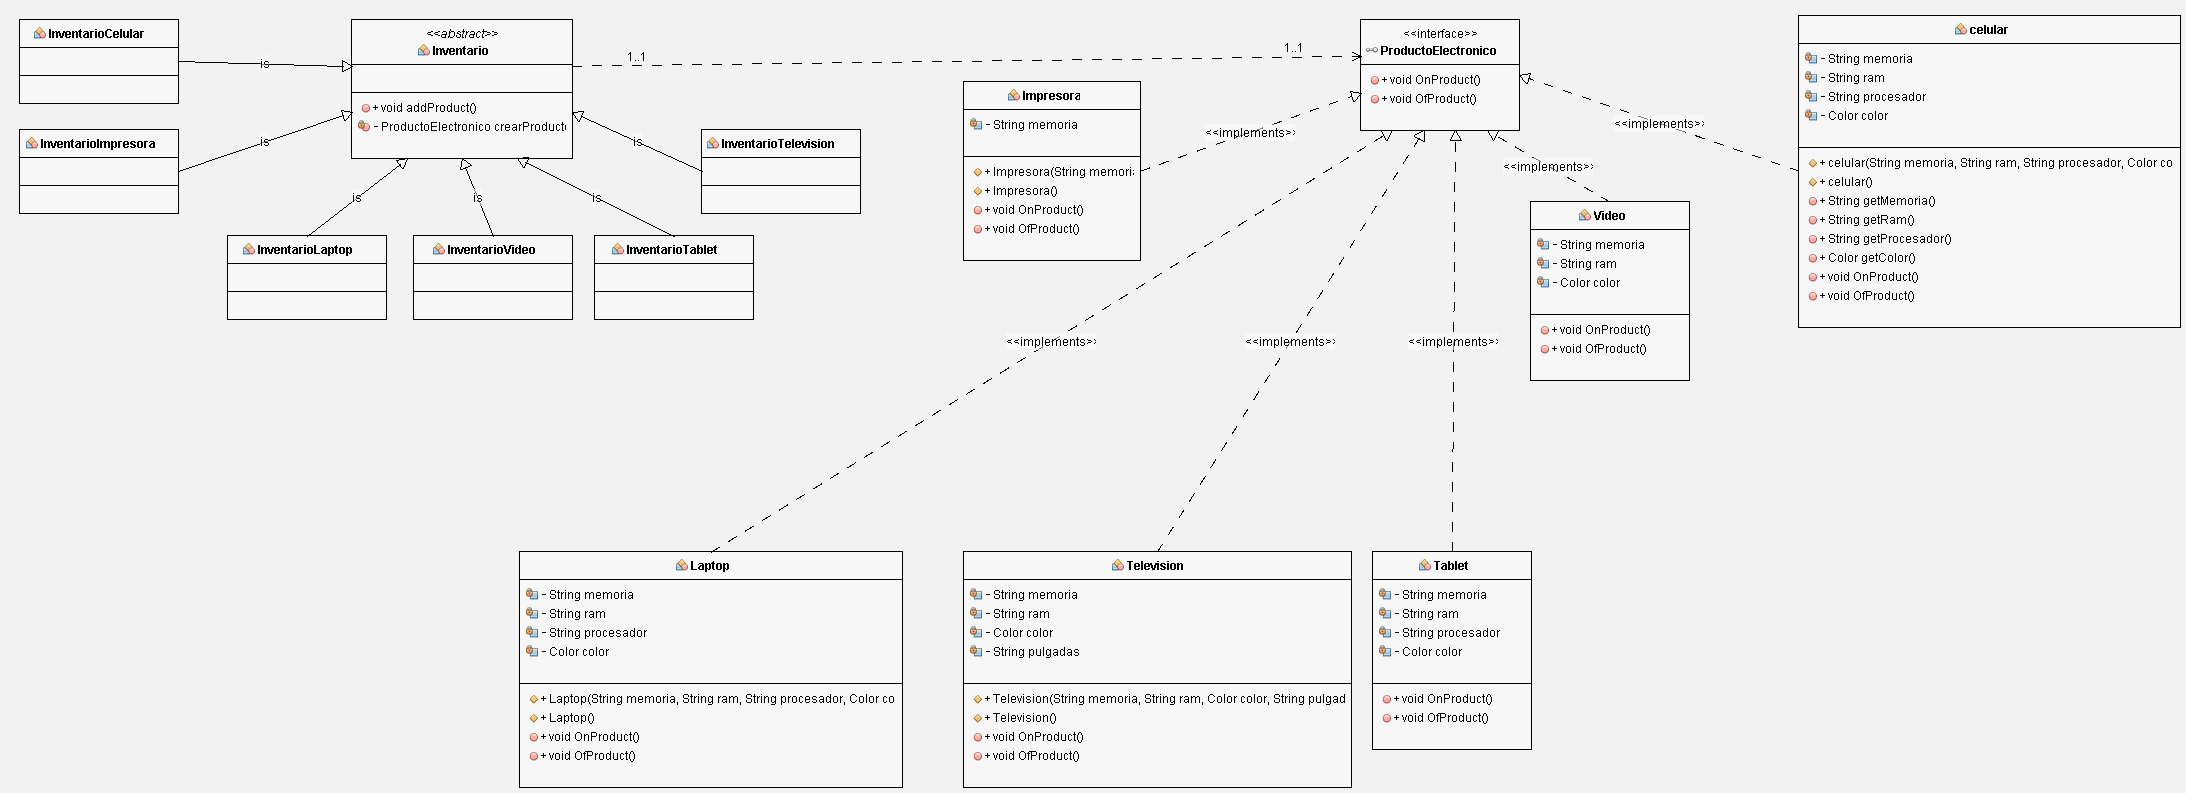 InventarioCelular
<<abstract>>
Inventario
+ void addProduct()
- ProductoElectronico crearProducto
InventarioImpresora
InventarioTelevision
InventarioLaptop
InventarioVideo
InventarioTablet
is
is
is
is
is
is
1..1
1..1
<<interface>>
ProductoElectronico
+ void OnProduct()
+ void OfProduct()
Impresora
- String memoria
+ Impresora(String memori
+ Impresora()
+ void OnProduct()
+ void OfProduct()
<<implements>>
<<implements>>
<<implements>>
<<implements>>
<<implements>>
<<implements>>
celular
- String memoria
- String ram
- String procesador
- Color color
+ celular(String memoria, String ram, String procesador, Color co
+ celular()
+ String getMemoria()
+ String getRam()
+ String getProcesador()
+ Color getColor()
+ void OnProduct()
+ void OfProduct()
Video
- String memoria
- String ram
- Color color
+ void OnProduct()
+ void OfProduct()
Laptop
- String memoria
- String ram
- String procesador
- Color color
+ Laptop(String memoria, String ram, String procesador, Color co
+ Laptop()
+ void OnProduct()
+ void OfProduct()
Television
- String memoria
- String ram
- Color color
- String pulgadas
+ Television(String memoria, String ram, Color color, String pulgad
+ Television()
+ void OnProduct()
+ void OfProduct()
Tablet
- String memoria
- String ram
- String procesador
- Color color
+ void OnProduct()
+ void OfProduct()